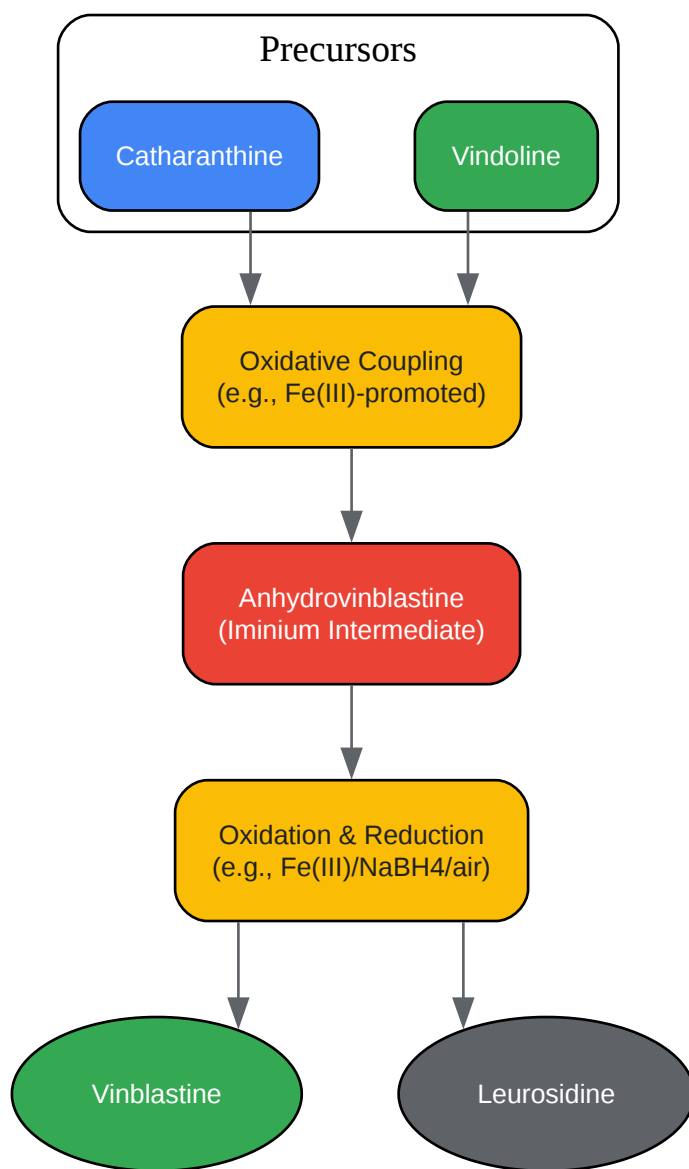 Precursors
Catharanthine
Vindoline
Oxidative Coupling
(e.g., Fe(III)-promoted)
Anhydrovinblastine
(Iminium Intermediate)
Oxidation & Reduction
(e.g., Fe(III)/NaBH4/air)
Vinblastine
Leurosidine